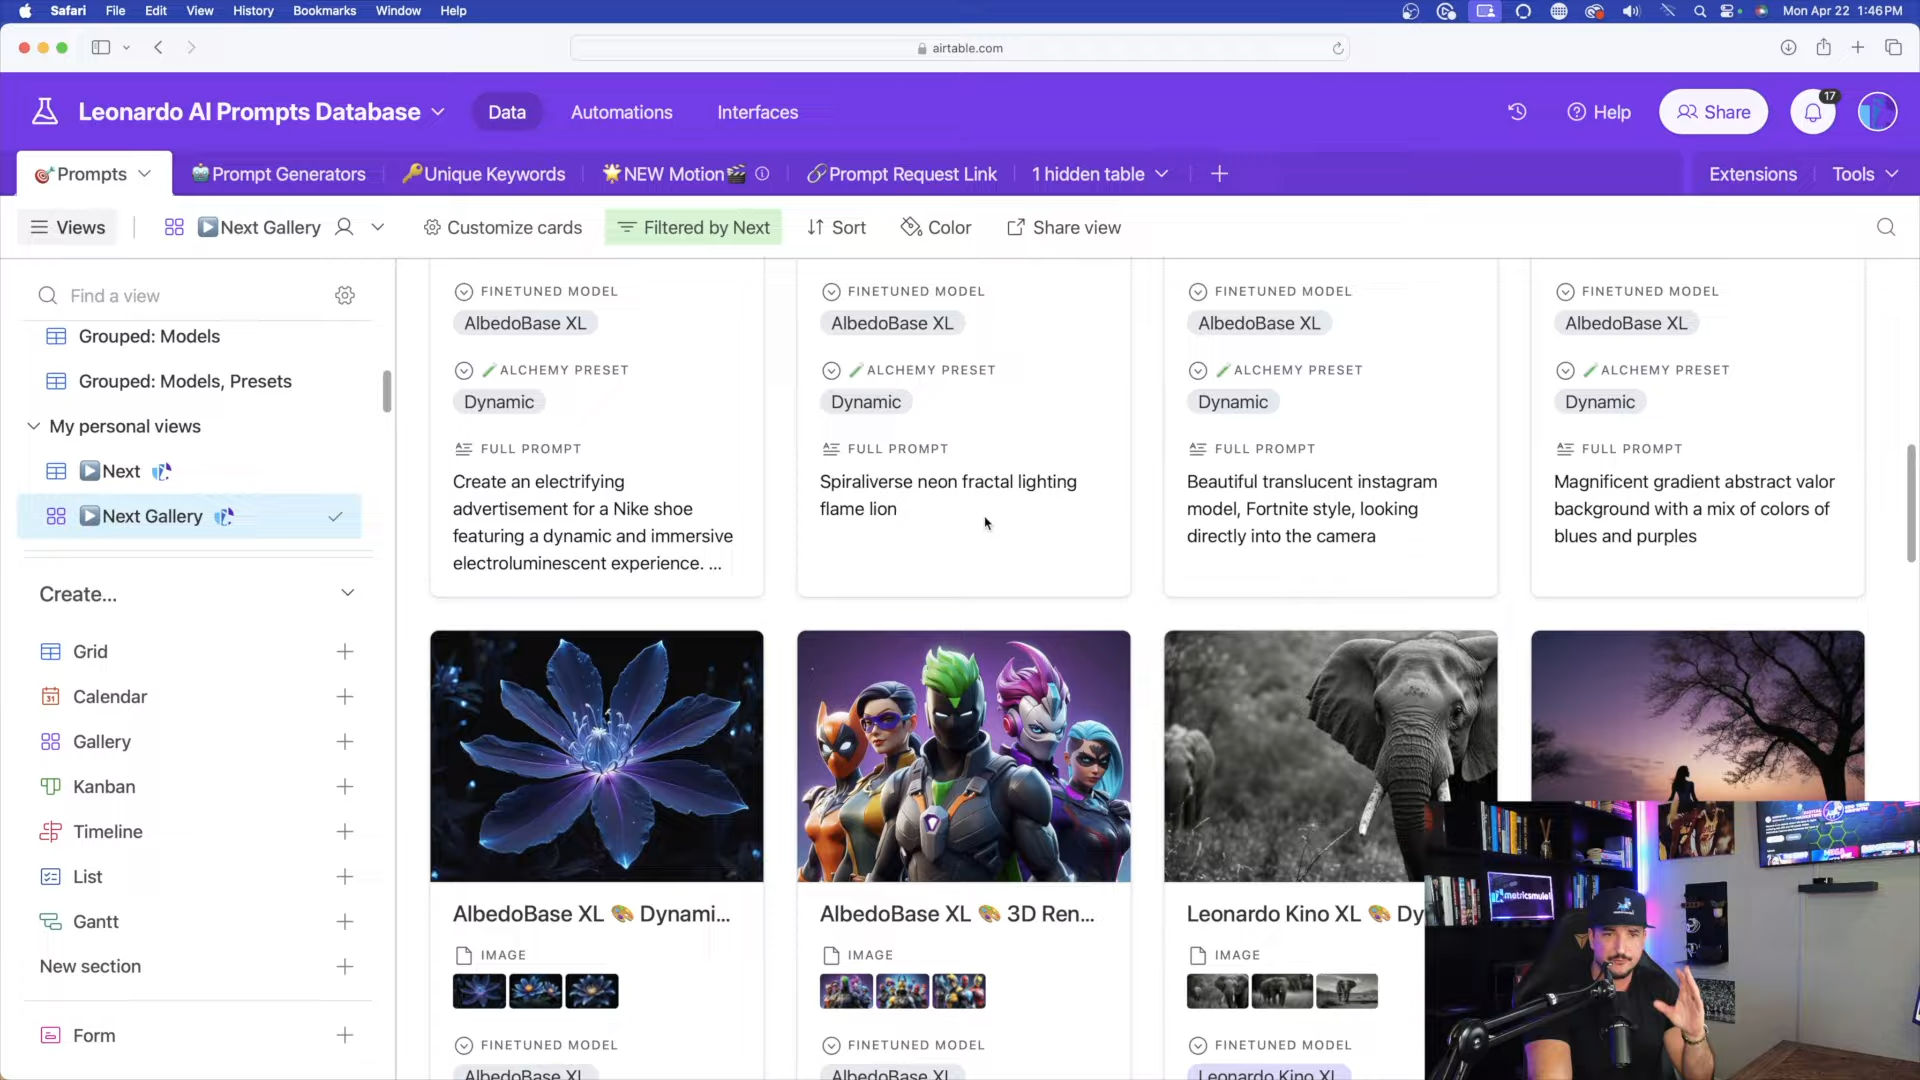 Safari File Edit View History Bookmarks Window Help Mon Apr 22 1:46PM
airtable.com
Leonardo AI Prompts Database Data Automations Interfaces Help Share 17
Prompts Prompt Generators Unique Keywords NEW Motion Prompt Request Link 1 hidden table Extensions Tools
Views Next Gallery Customize cards Filtered by Next Sort Color Share view
Find a view
Grouped: Models
Grouped: Models, Presets
My personal views
Next
Next Gallery
Create...
Grid
Calendar
Gallery
Kanban
Timeline
List
Gantt
New section
Form
FINETUNED MODEL
AlbedoBase XL
ALCHEMY PRESET
Dynamic
FULL PROMPT
Create an electrifying
advertisement for a Nike shoe
featuring a dynamic and immersive
electroluminescent experience. ...
FINETUNED MODEL
AlbedoBase XL
ALCHEMY PRESET
Dynamic
FULL PROMPT
Spiraliverse neon fractal lighting
flame lion
FINETUNED MODEL
AlbedoBase XL
ALCHEMY PRESET
Dynamic
FULL PROMPT
Beautiful translucent instagram
model, Fortnite style, looking
directly into the camera
FINETUNED MODEL
AlbedoBase XL
ALCHEMY PRESET
Dynamic
FULL PROMPT
Magnificent gradient abstract valor
background with a mix of colors of
blues and purples
AlbedoBase XL Dynami...
IMAGE
FINETUNED MODEL
AlbedoBase XL
AlbedoBase XL 3D Ren...
IMAGE
FINETUNED MODEL
AlbedoBase XL
Leonardo Kino XL Dy
IMAGE
FINETUNED MODEL
Leonardo Kino XL
metricsmule